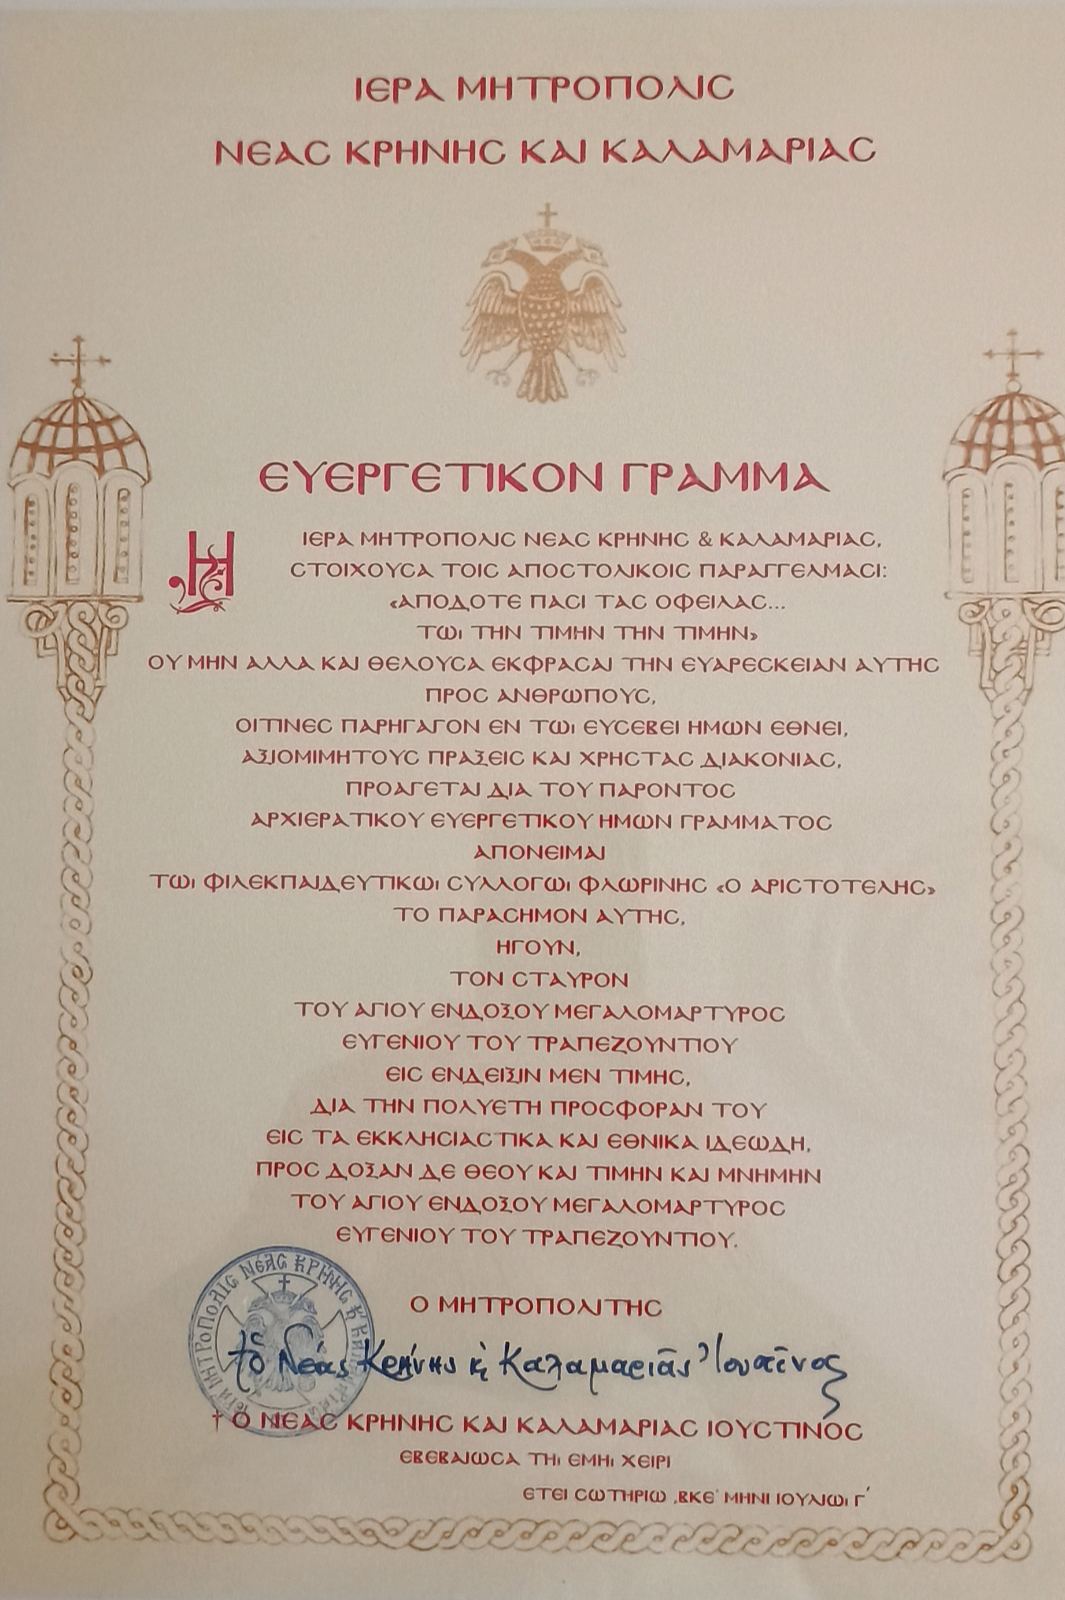 ΙΕΡΑ ΜΗΤΡΟΠΟΛΙϹ
ΝΕΑϹ ΚΡΗΝΗϹ ΚΑΙ ΚΑΛΑΜΑΡΙΑϹ
ΕΥΕΡΓΕΤΙΚΟΝ ΓΡΑΜΜΑ
Η ΙΕΡΑ ΜΗΤΡΟΠΟΛΙϹ ΝΕΑϹ ΚΡΗΝΗϹ & ΚΑΛΑΜΑΡΙΑϹ,
ϹΤΟΙΧΟΥϹΑ ΤΟΙϹ ΑΠΟϹΤΟΛΙΚΟΙϹ ΠΑΡΑΓΓΕΛΜΑϹΙ:
«ΑΠΟΔΟΤΕ ΠΑϹΙ ΤΑϹ ΟΦΕΙΛΑϹ...
ΤΩι ΤΗΝ ΤΙΜΗΝ ΤΗΝ ΤΙΜΗΝ»
ΟΥ ΜΗΝ ΑΛΛΑ ΚΑΙ ΘΕΛΟΥϹΑ ΕΚΦΡΑϹΑΙ ΤΗΝ ΕΥΑΡΕϹΚΕΙΑΝ ΑΥΤΗϹ
ΠΡΟϹ ΑΝΘΡΩΠΟΥϹ,
ΟΙΤΙΝΕϹ ΠΑΡΗΓΑΓΟΝ ΕΝ ΤΩι ΕΥϹΕΒΕΙ ΗΜΩΝ ΕΘΝΕΙ,
ΑΞΙΟΜΙΜΗΤΟΥϹ ΠΡΑΞΕΙϹ ΚΑΙ ΧΡΗϹΤΑϹ ΔΙΑΚΟΝΙΑϹ,
ΠΡΟΑΓΕΤΑΙ ΔΙΑ ΤΟΥ ΠΑΡΟΝΤΟϹ
ΑΡΧΙΕΡΑΤΙΚΟΥ ΕΥΕΡΓΕΤΙΚΟΥ ΗΜΩΝ ΓΡΑΜΜΑΤΟϹ
ΑΠΟΝΕΙΜΑΙ
ΤΩι ΦΙΛΕΚΠΑΙΔΕΥΤΙΚΩι ϹΥΛΛΟΓΩι ΦΛΩΡΙΝΗϹ «Ο ΑΡΙϹΤΟΤΕΛΗϹ»
ΤΟ ΠΑΡΑϹΗΜΟΝ ΑΥΤΗϹ,
ΗΓΟΥΝ,
ΤΟΝ ϹΤΑΥΡΟΝ
ΤΟΥ ΑΓΙΟΥ ΕΝΔΟΞΟΥ ΜΕΓΑΛΟΜΑΡΤΥΡΟϹ
ΕΥΓΕΝΙΟΥ ΤΟΥ ΤΡΑΠΕΖΟΥΝΤΙΟΥ
ΕΙϹ ΕΝΔΕΙΞΙΝ ΜΕΝ ΤΙΜΗϹ,
ΔΙΑ ΤΗΝ ΠΟΛΥΕΤΗ ΠΡΟϹΦΟΡΑΝ ΤΟΥ
ΕΙϹ ΤΑ ΕΚΚΛΗϹΙΑϹΤΙΚΑ ΚΑΙ ΕΘΝΙΚΑ ΙΔΕΩΔΗ,
ΠΡΟϹ ΔΟΞΑΝ ΔΕ ΘΕΟΥ ΚΑΙ ΤΙΜΗΝ ΚΑΙ ΜΝΗΜΗΝ
ΤΟΥ ΑΓΙΟΥ ΕΝΔΟΞΟΥ ΜΕΓΑΛΟΜΑΡΤΥΡΟϹ
ΕΥΓΕΝΙΟΥ ΤΟΥ ΤΡΑΠΕΖΟΥΝΤΙΟΥ.
ΜΗΤΡΟΠΟΛΙϹ ΝΕΑϹ ΚΡΗΝΗϹ
Ο ΜΗΤΡΟΠΟΛΙΤΗϹ
†ὁ Νέας Κρήνης κ̀ Καλαμαριᾶς Ἰουστῖνος
† Ὁ ΝΕΑϹ ΚΡΗΝΗϹ ΚΑΙ ΚΑΛΑΜΑΡΙΑϹ ΙΟΥϹΤΙΝΟϹ
ΕΒΕΒΑΙΩϹΑ ΤΗι ΕΜΗι ΧΕΙΡΙ
ΕΤΕΙ ϹΩΤΗΡΙΩ ͵ΒΚΕ΄ ΜΗΝΙ ΙΟΥΛΙΩι Γ΄